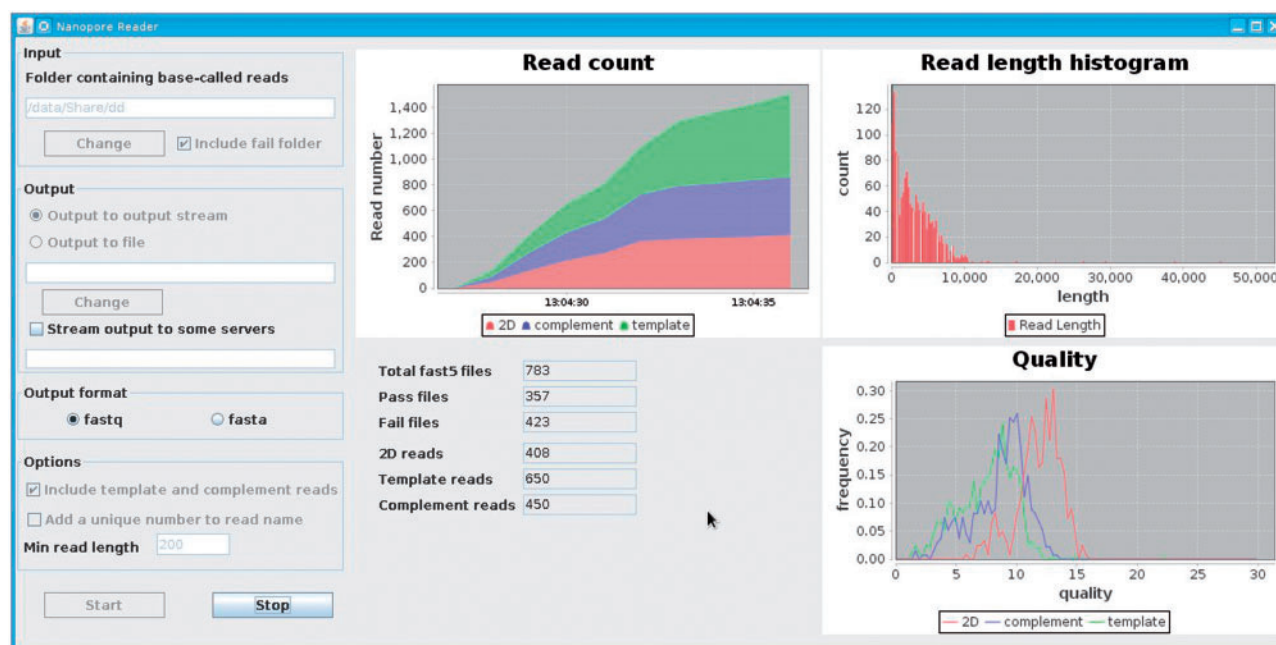 Nanopore Reader
Input
Folder containing base-called reads
/data/Share/dd
Change
Include fail folder
Output
Output to output stream
Output to file
Change
Stream output to some servers
Output format
fastq
fasta
Options
Include template and complement reads
Add a unique number to read name
Min read length 200
Start
Stop
Read count
Read number
1,400
1,200
1,000
800
600
400
200
0
13:04:30 13:04:35
2D complement template
Read length histogram
count
120
100
80
60
40
20
0
0 10,000 20,000 30,000 40,000 50,000
length
Read Length
Total fast5 files 783
Pass files 357
Fail files 423
2D reads 408
Template reads 650
Complement reads 450
Quality
frequency
0.30
0.25
0.20
0.15
0.10
0.05
0.00
0 5 10 15 20 25 30
quality
2D complement template